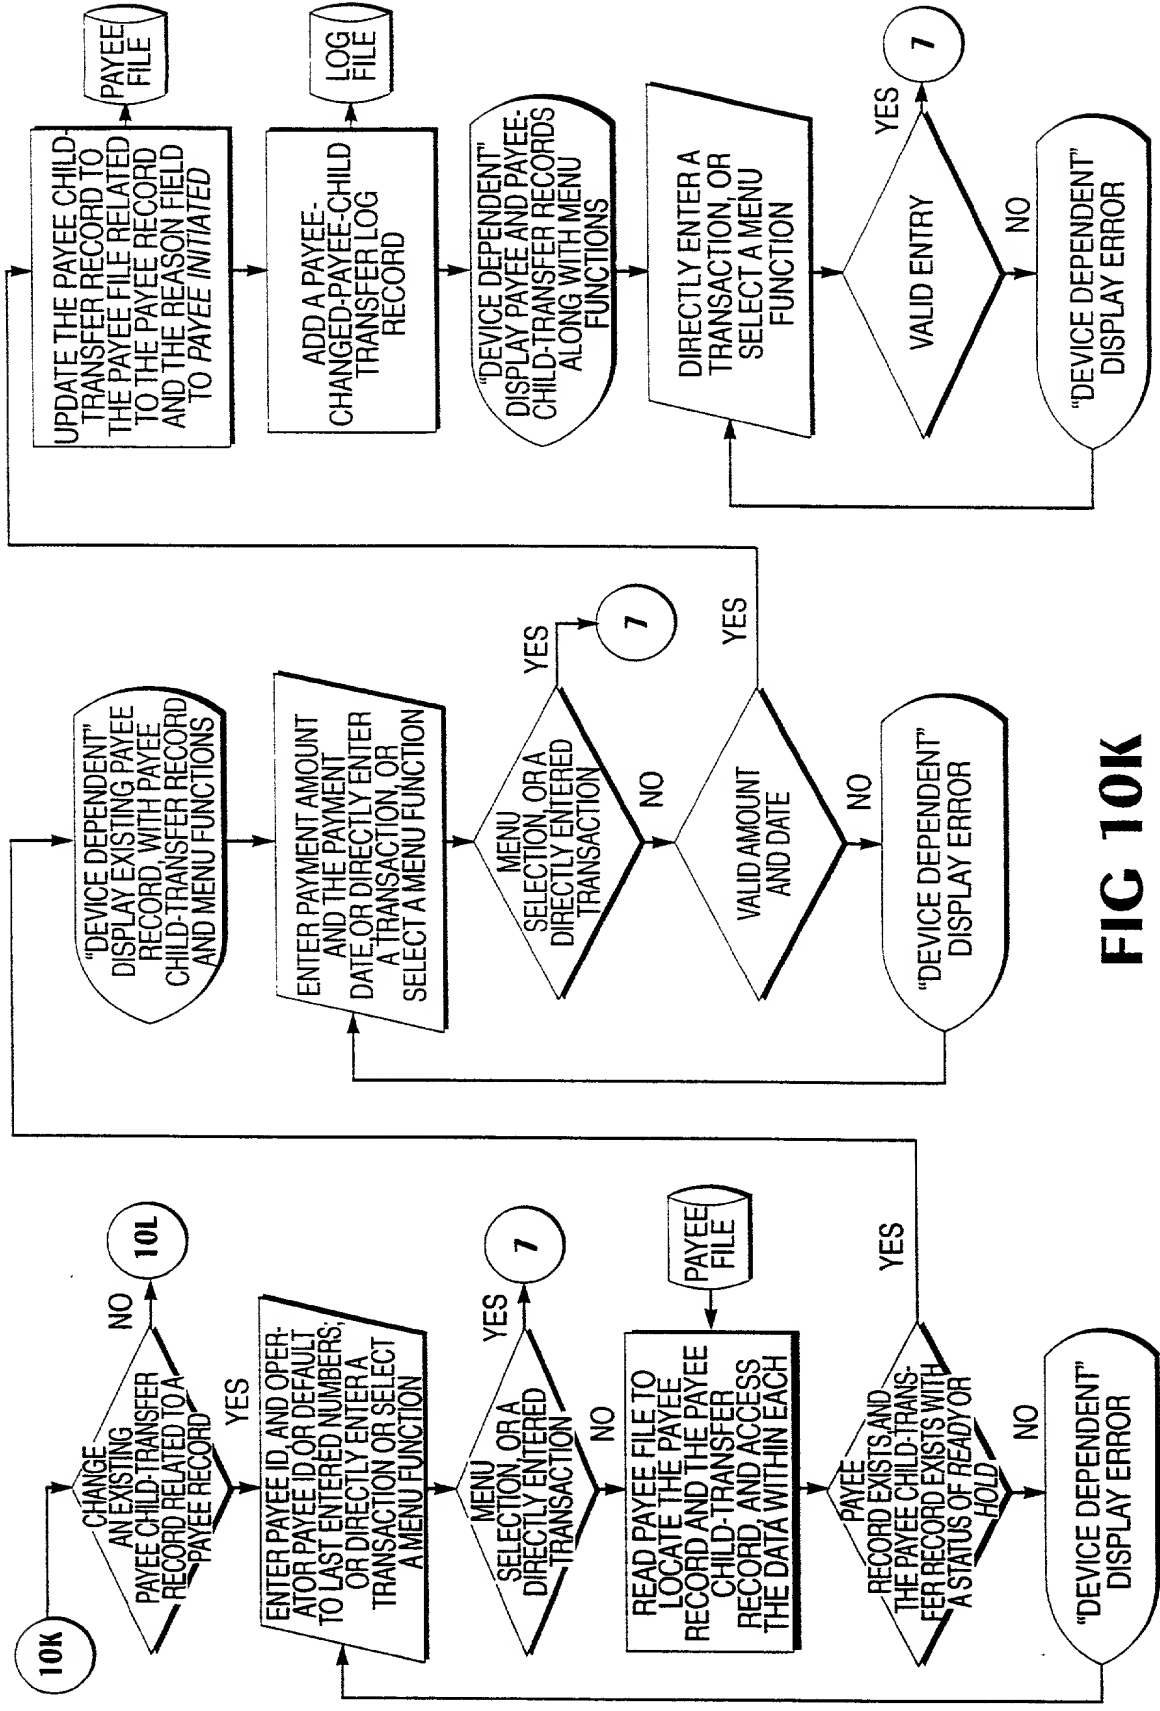 10K
CHANGE
AN EXISTING
PAYEE CHILD-TRANSFER
RECORD RELATED TO A
PAYEE RECORD
NO
10L
YES
ENTER PAYEE ID, AND OPER-
ATOR PAYEE ID, OR DEFAULT
TO LAST ENTERED NUMBERS;
OR DIRECTLY ENTER A
TRANSACTION OR SELECT
A MENU FUNCTION
MENU
SELECTION, OR A
DIRECTLY ENTERED
TRANSACTION
YES
7
NO
READ PAYEE FILE TO
LOCATE THE PAYEE
RECORD AND THE PAYEE
CHILD-TRANSFER
RECORD, AND ACCESS
THE DATA WITHIN EACH
PAYEE
FILE
PAYEE
RECORD EXISTS, AND
THE PAYEE CHILD-TRANS-
FER RECORD EXISTS WITH
A STATUS OF READY OR
HOLD
YES
NO
"DEVICE DEPENDENT"
DISPLAY ERROR
"DEVICE DEPENDENT"
DISPLAY EXISTING PAYEE
RECORD, WITH PAYEE
CHILD-TRANSFER RECORD
AND MENU FUNCTIONS
ENTER PAYMENT AMOUNT
AND THE PAYMENT
DATE, OR DIRECTLY ENTER
A TRANSACTION, OR
SELECT A MENU FUNCTION
MENU
SELECTION, OR A
DIRECTLY ENTERED
TRANSACTION
YES
7
NO
VALID AMOUNT
AND DATE
YES
NO
"DEVICE DEPENDENT"
DISPLAY ERROR
UPDATE THE PAYEE CHILD-
TRANSFER RECORD TO
THE PAYEE FILE RELATED
TO THE PAYEE RECORD
AND THE REASON FIELD
TO PAYEE INITIATED
PAYEE
FILE
ADD A PAYEE-
CHANGED-PAYEE-CHILD
TRANSFER LOG
RECORD
LOG
FILE
"DEVICE DEPENDENT"
DISPLAY PAYEE AND PAYEE-
CHILD-TRANSFER RECORDS
ALONG WITH MENU
FUNCTIONS
DIRECTLY ENTER A
TRANSACTION, OR
SELECT A MENU
FUNCTION
VALID ENTRY
YES
7
NO
"DEVICE DEPENDENT"
DISPLAY ERROR
FIG 10K